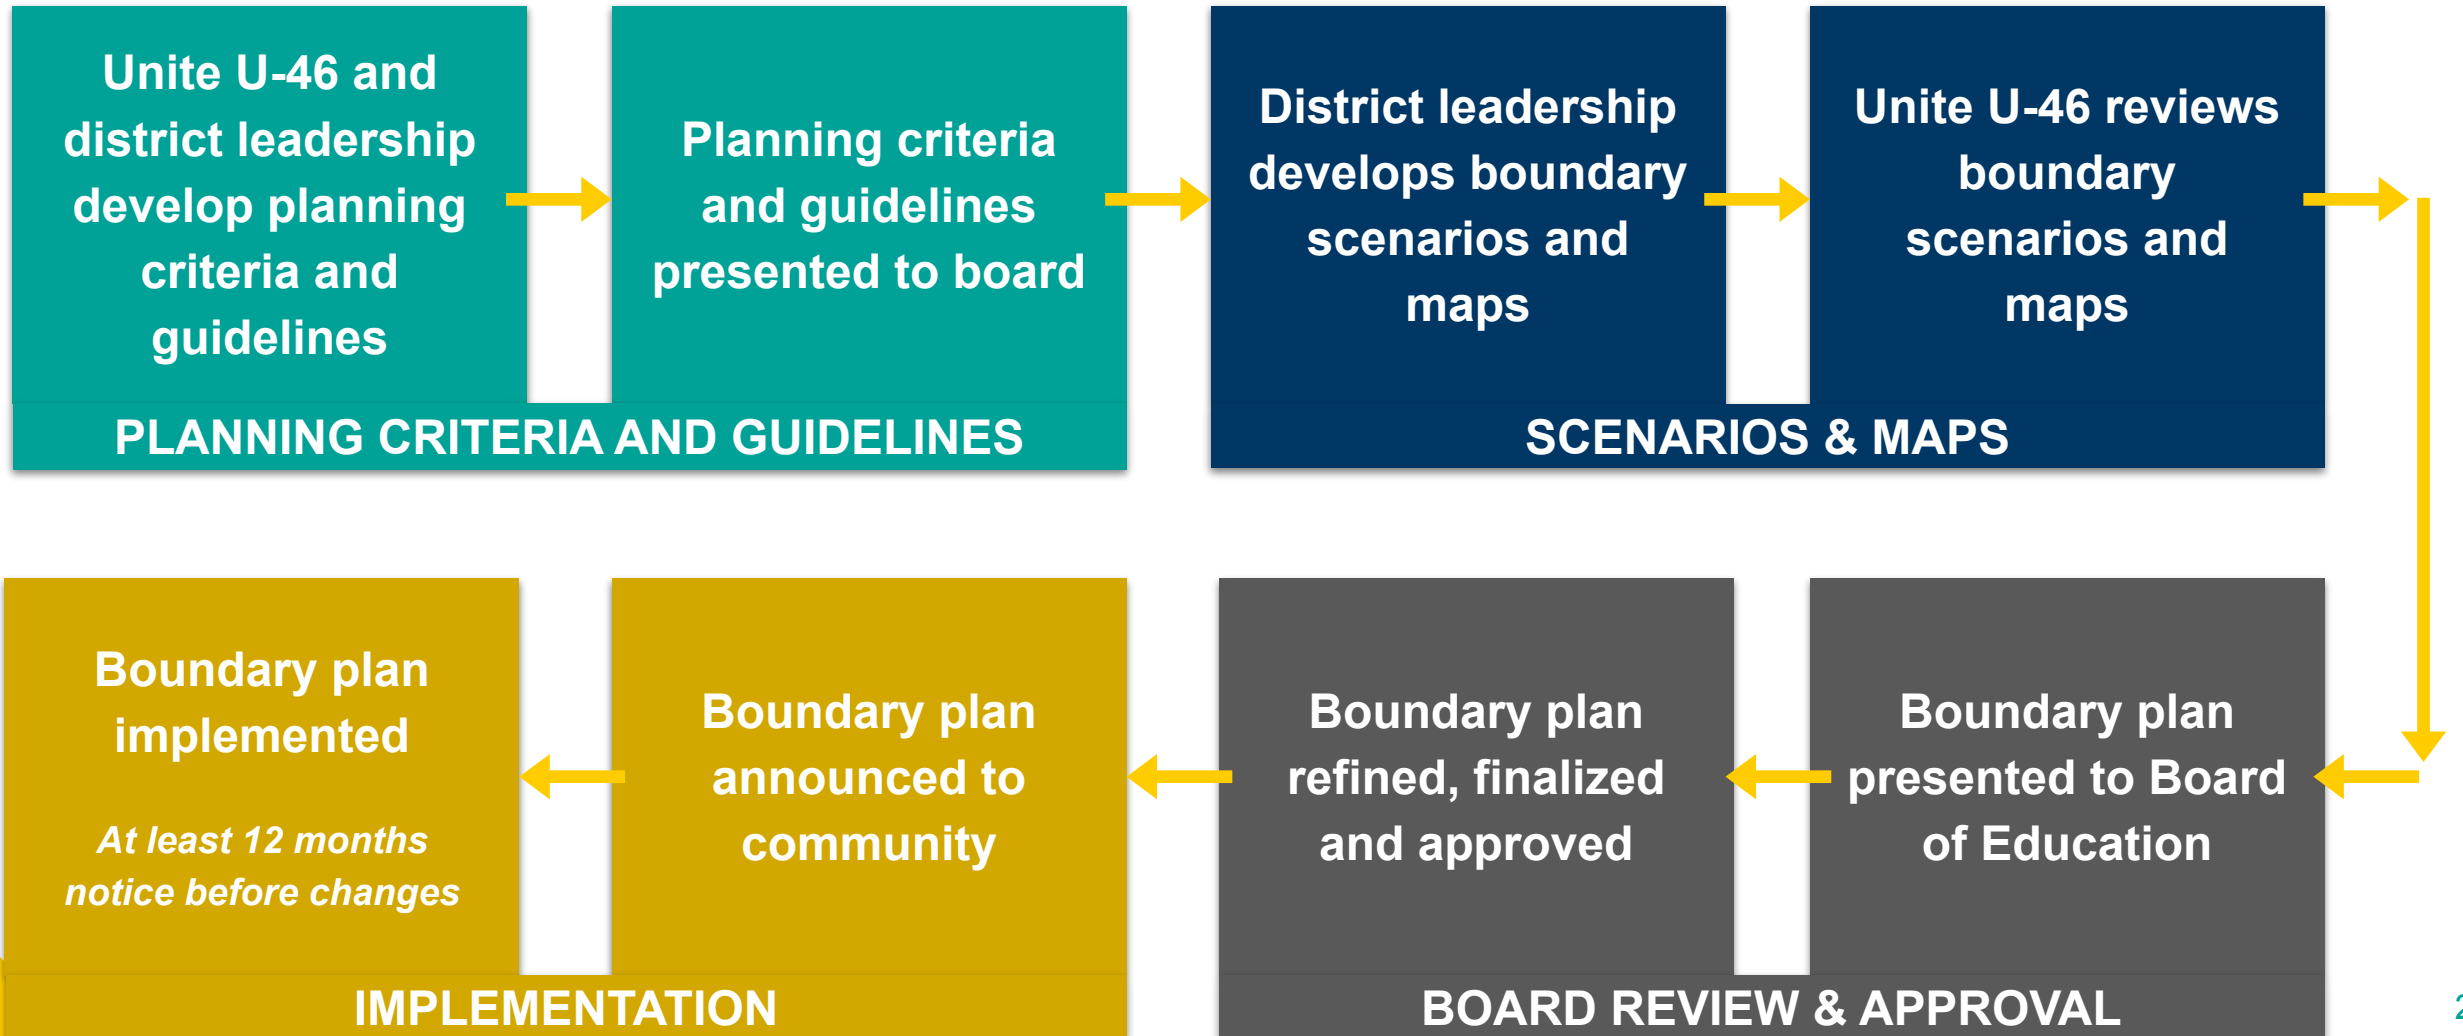 Unite U-46 and
district leadership
develop planning
criteria and
guidelines
Planning criteria
and guidelines
presented to board
PLANNING CRITERIA AND GUIDELINES
District leadership
develops boundary
scenarios and
maps
Unite U-46 reviews
boundary
scenarios and
maps
SCENARIOS & MAPS
Boundary plan
presented to Board
of Education
Boundary plan
refined, finalized
and approved
BOARD REVIEW & APPROVAL
Boundary plan
announced to
community
Boundary plan
implemented
At least 12 months
notice before changes
IMPLEMENTATION